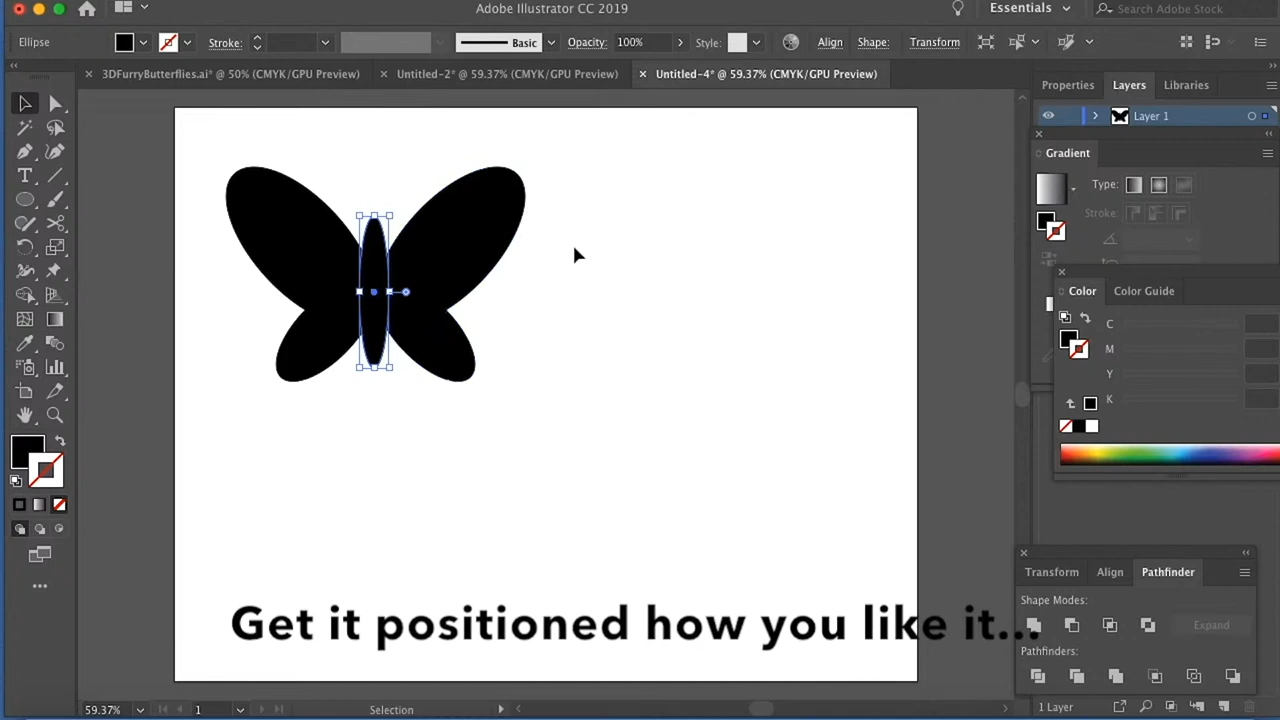 Adobe Illustrator CC 2019
Essentials
Search Adobe Stock
Ellipse
Stroke:
Basic
Opacity: 100%
Style:
Align
Shape:
Transform
3DFurryButterflies.ai* @ 50% (CMYK/GPU Preview)
Untitled-2* @ 59.37% (CMYK/GPU Preview)
Untitled-4* @ 59.37% (CMYK/GPU Preview)
Properties
Layers
Libraries
Layer 1
Gradient
Type:
Stroke:
Color
Color Guide
C
M
Y
K
Transform
Align
Pathfinder
Shape Modes:
Expand
Pathfinders:
Get it positioned how you like it...
59.37%
1
Selection
1 Layer